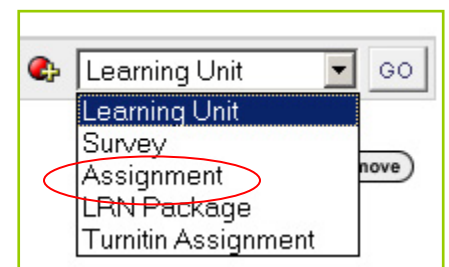 Learning Unit GO
Learning Unit
Survey
Assignment
LRN Package
Turnitin Assignment